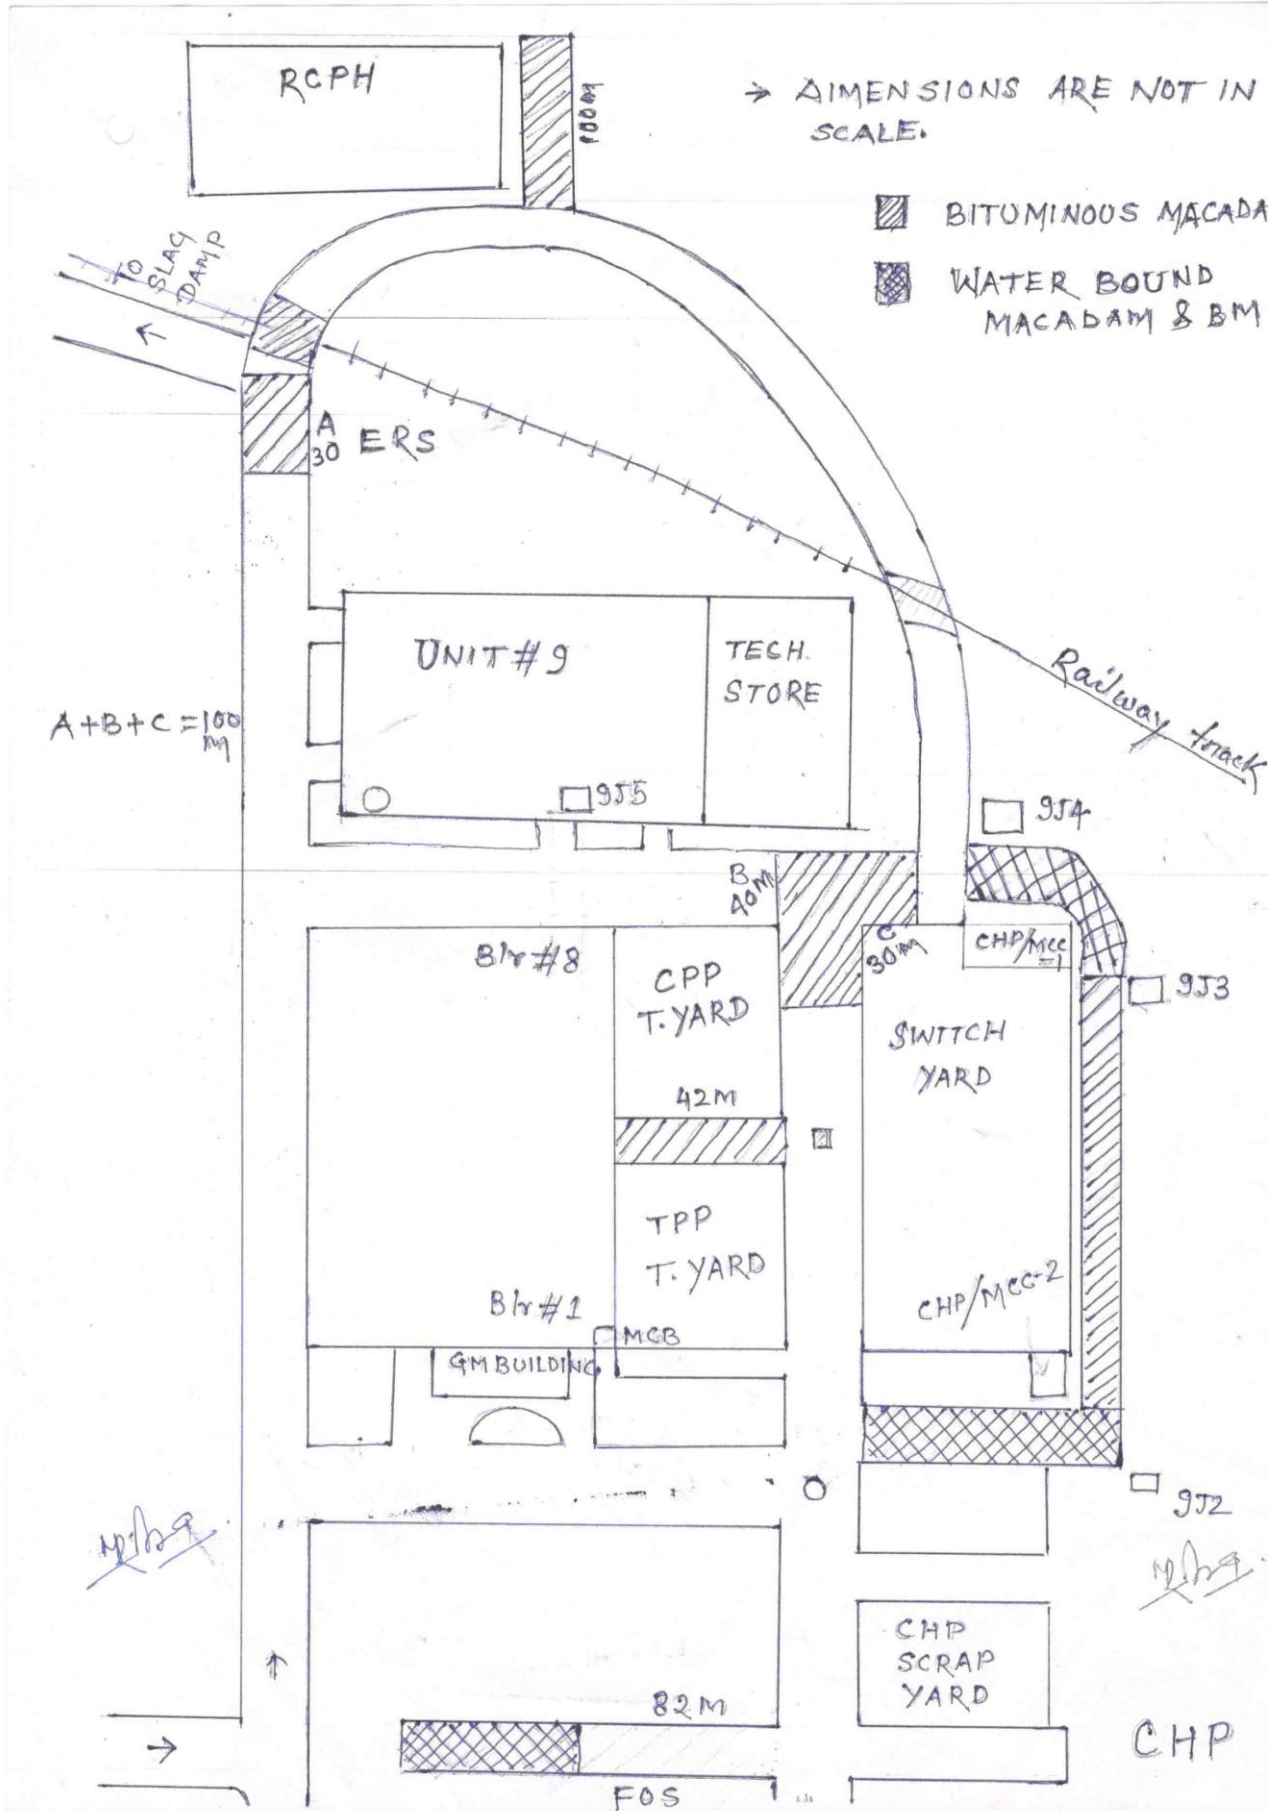 RCPH
100m
→ DIMENSIONS ARE NOT IN
SCALE.
BITUMINOUS MACADA
WATER BOUND
MACADAM & BM
TO
SLAG
DAMP
A
30
ERS
UNIT # 9
TECH.
STORE
Railway track
A+B+C=100
m
9J5
9J4
B
40M
C
30m
CHP/MCC
-1
Blr #8
CPP
T. YARD
9J3
SWITCH
YARD
42M
TPP
T. YARD
Blr #1
CHP/MCC-2
MCB
GM BUILDING
9J2
CHP
SCRAP
YARD
82M
CHP
FOS